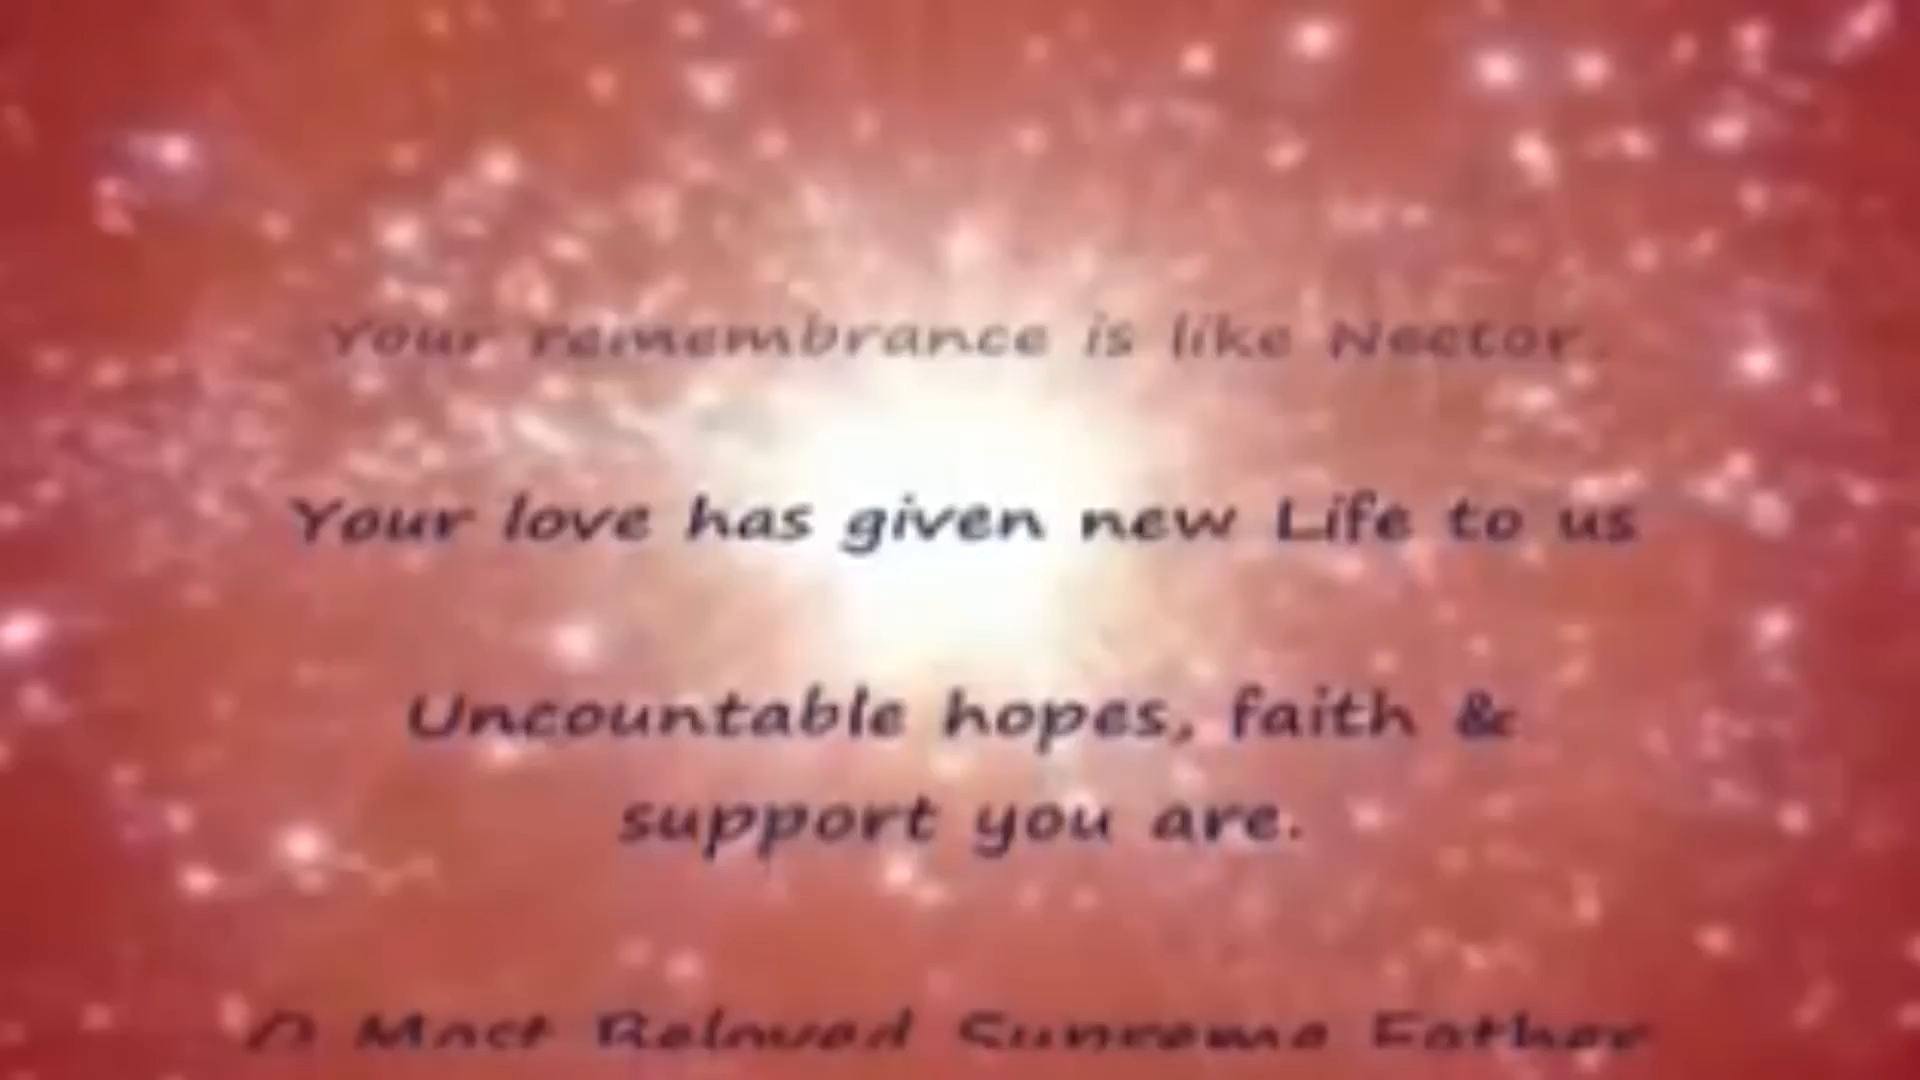 Your remembrance is like Nector.
Your love has given new Life to us
Uncountable hopes, faith &
support you are.
O Most Beloved Supreme Father